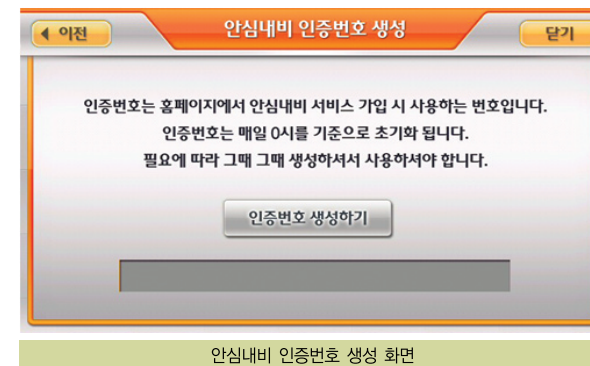 이전
안심내비 인증번호 생성
닫기
인증번호는 홈페이지에서 안심내비 서비스 가입 시 사용하는 번호입니다.
인증번호는 매일 0시를 기준으로 초기화 됩니다.
필요에 따라 그때 그때 생성하셔서 사용하셔야 합니다.
인증번호 생성하기
안심내비 인증번호 생성 화면